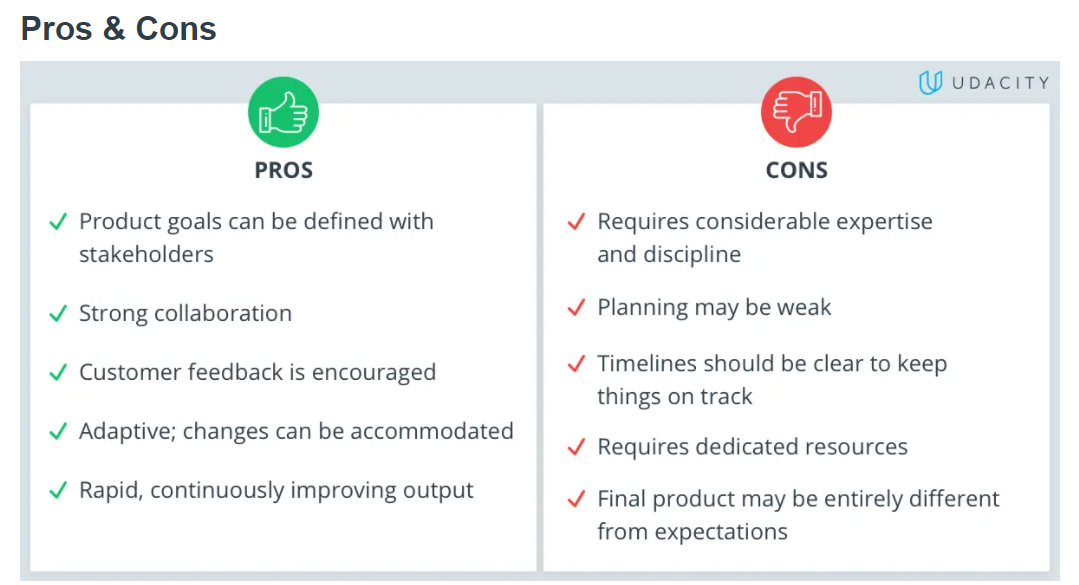 Pros & Cons
UDACITY
PROS
Product goals can be defined with
stakeholders
Strong collaboration
Customer feedback is encouraged
Adaptive; changes can be accommodated
Rapid, continuously improving output
CONS
Requires considerable expertise
and discipline
Planning may be weak
Timelines should be clear to keep
things on track
Requires dedicated resources
Final product may be entirely different
from expectations